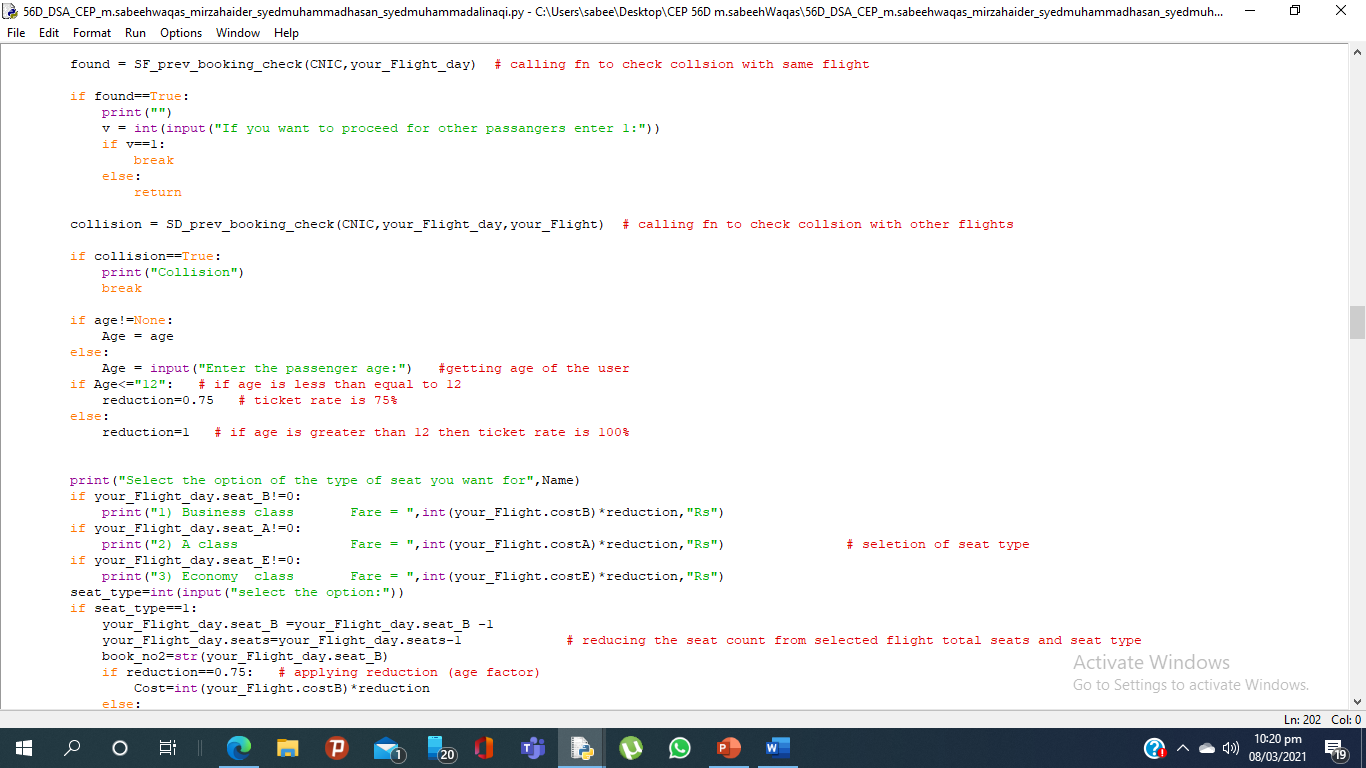 56D_DSA_CEP_m.sabeehwaqas_mirzahaider_syedmuhammadhasan_syedmuhammadalinaqi.py - C:\Users\sabee\Desktop\CEP 56D m.sabeehWaqas\56D_DSA_CEP_m.sabeehwaqas_mirzahaider_syedmuhammadhasan_syedmuh...
File Edit Format Run Options Window Help
found = SF_prev_booking_check(CNIC,your_Flight_day)  # calling fn to check collsion with same flight
if found==True:
print("")
v = int(input("If you want to proceed for other passangers enter 1:"))
if v==1:
break
else:
return
collision = SD_prev_booking_check(CNIC,your_Flight_day,your_Flight)  # calling fn to check collsion with other flights
if collision==True:
print("Collision")
break
if age!=None:
Age = age
else:
Age = input("Enter the passenger age:")   #getting age of the user
if Age<="12":   # if age is less than equal to 12
reduction=0.75   # ticket rate is 75%
else:
reduction=1   # if age is greater than 12 then ticket rate is 100%
print("Select the option of the type of seat you want for",Name)
if your_Flight_day.seat_B!=0:
print("1) Business class       Fare = ",int(your_Flight.costB)*reduction,"Rs")
if your_Flight_day.seat_A!=0:
print("2) A class              Fare = ",int(your_Flight.costA)*reduction,"Rs")               # seletion of seat type
if your_Flight_day.seat_E!=0:
print("3) Economy  class       Fare = ",int(your_Flight.costE)*reduction,"Rs")
seat_type=int(input("select the option:"))
if seat_type==1:
your_Flight_day.seat_B =your_Flight_day.seat_B -1
your_Flight_day.seats=your_Flight_day.seats-1             # reducing the seat count from selected flight total seats and seat type
book_no2=str(your_Flight_day.seat_B)
if reduction==0.75:   # applying reduction (age factor)
Cost=int(your_Flight.costB)*reduction
else:
Activate Windows
Go to Settings to activate Windows.
Ln: 202 Col: 0
1
20
10:20 pm
08/03/2021
19